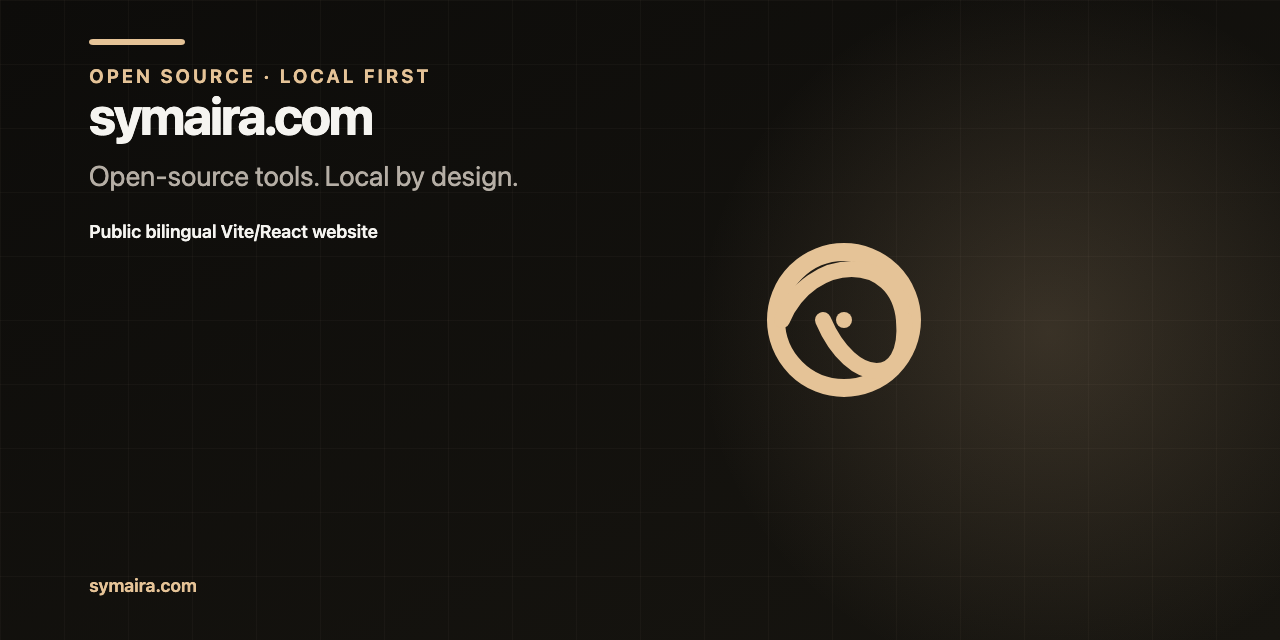 OPEN SOURCE · LOCAL FIRST
symaira.com
Open-source tools. Local by design.
Public bilingual Vite/React website
symaira.com